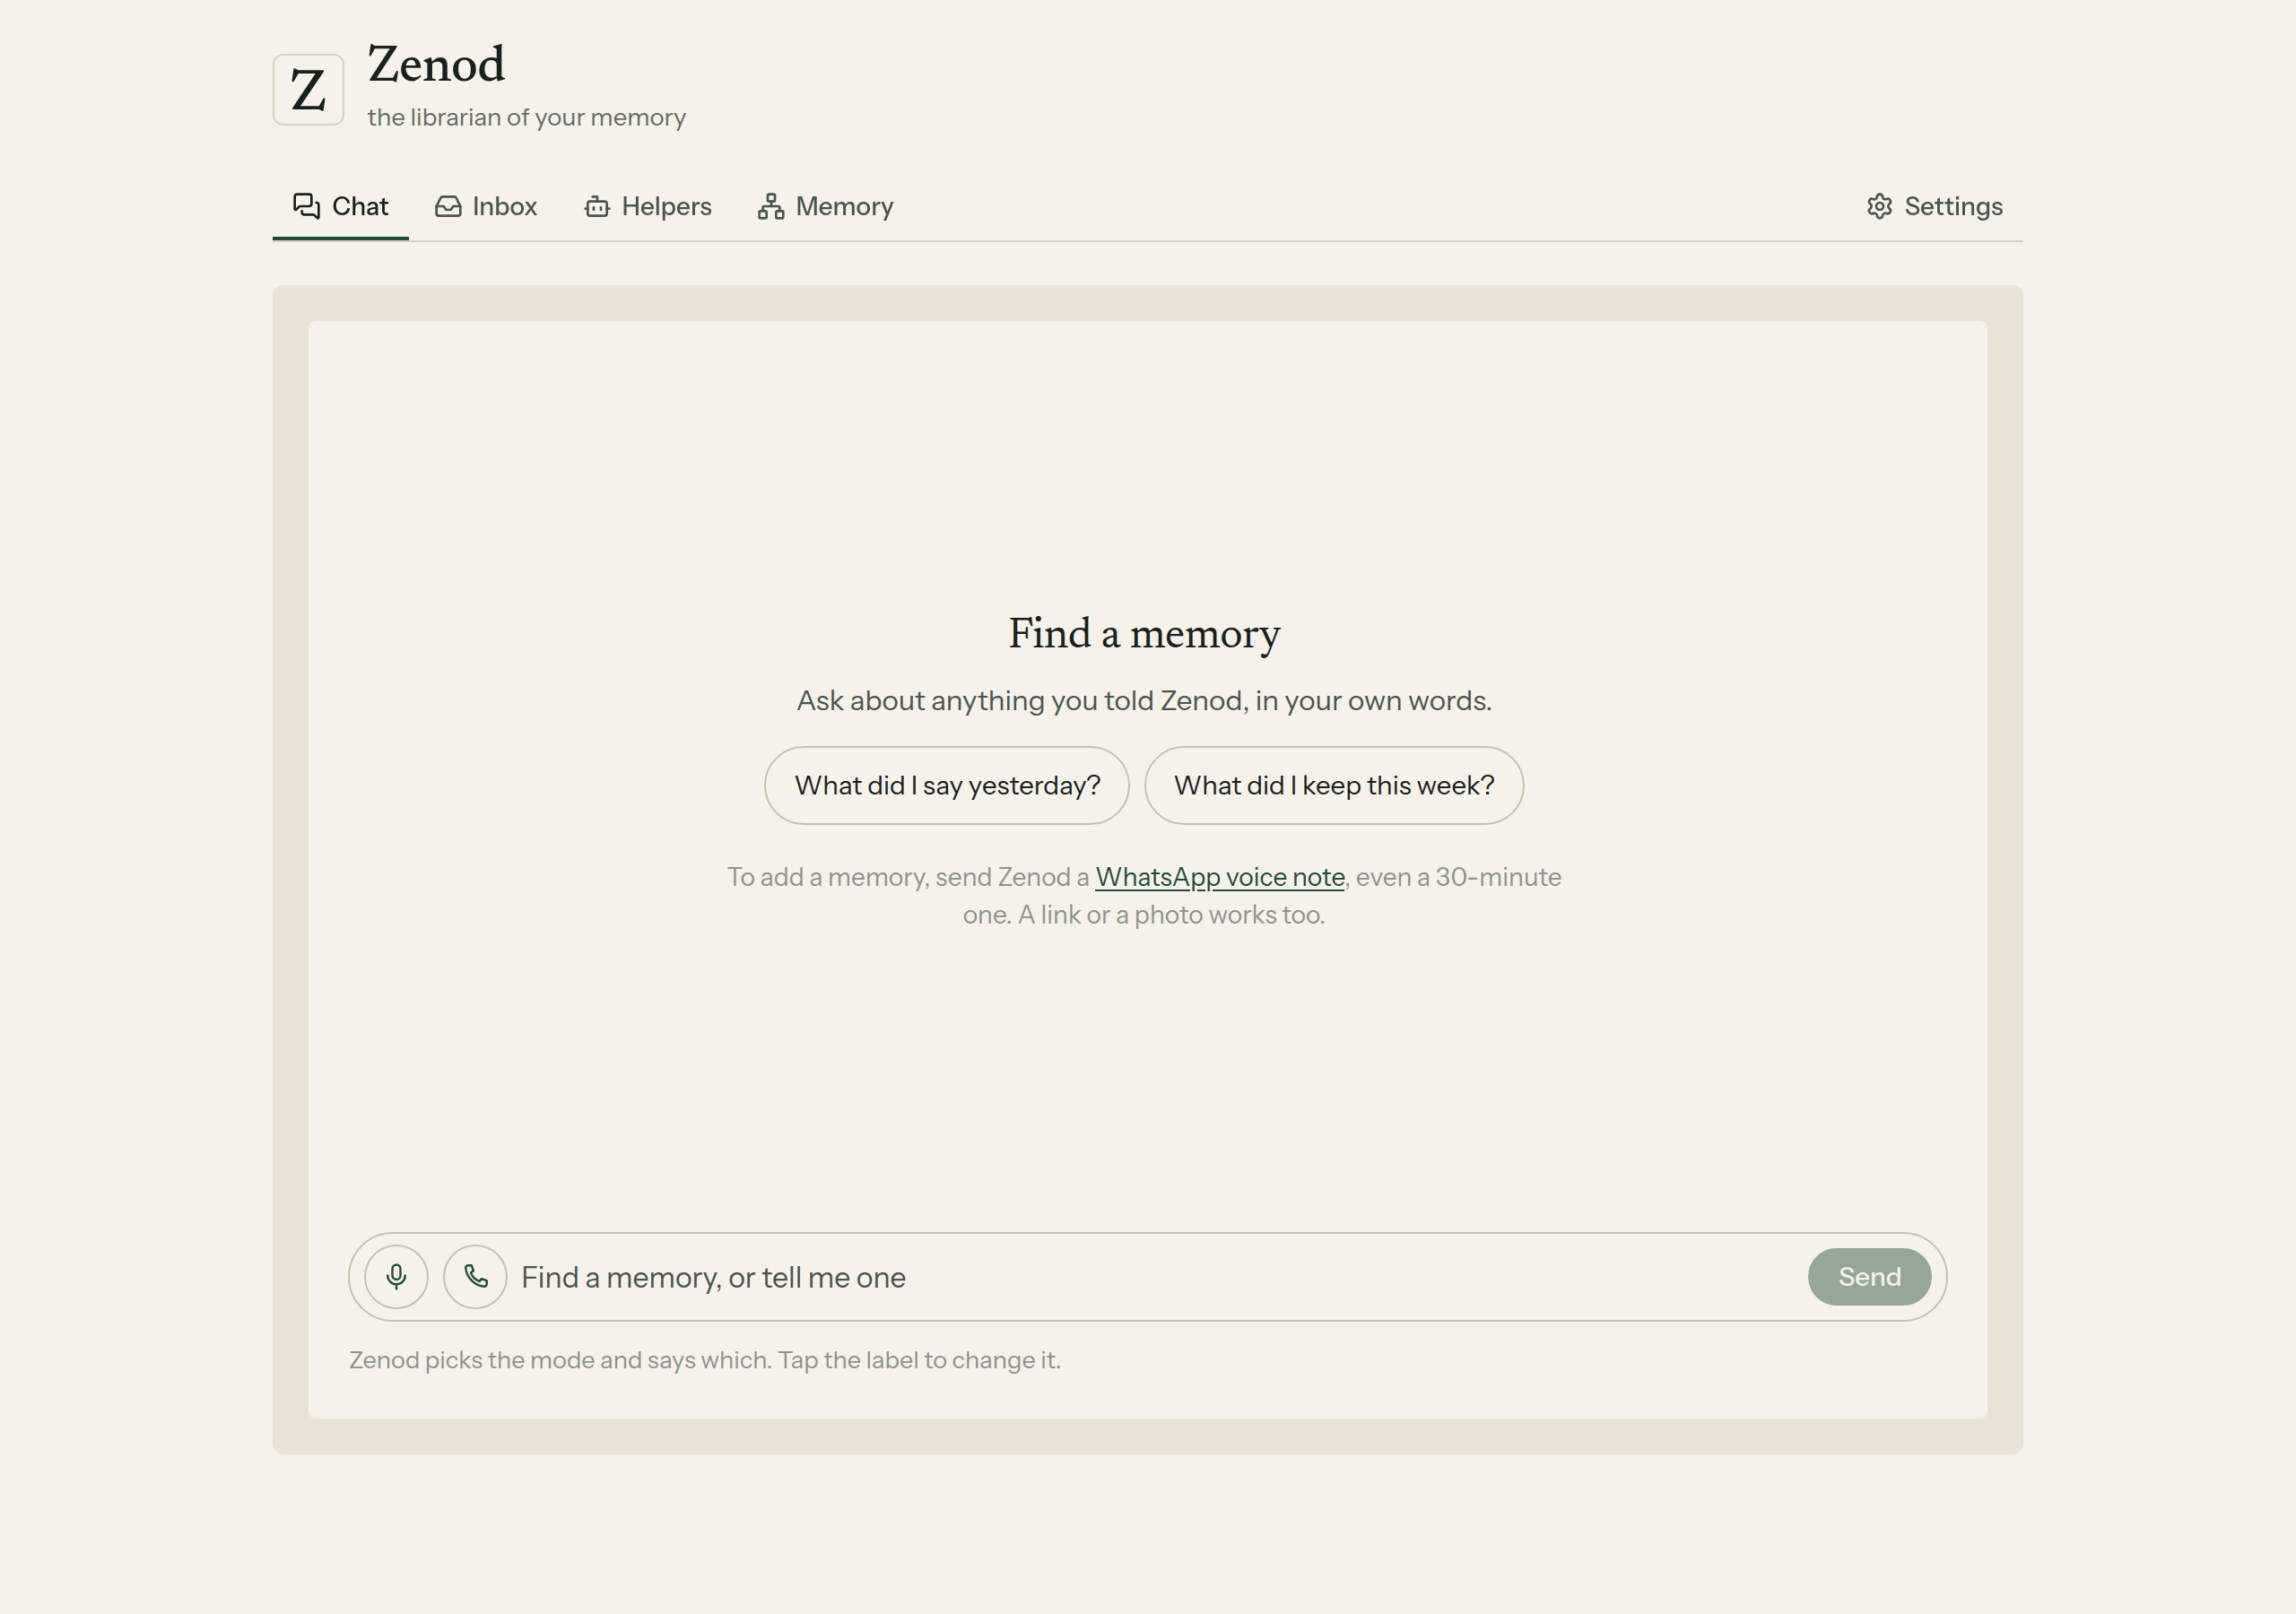 Z
Zenod
the librarian of your memory
Chat
Inbox
Helpers
Memory
Settings
Find a memory
Ask about anything you told Zenod, in your own words.
What did I say yesterday?
What did I keep this week?
To add a memory, send Zenod a WhatsApp voice note, even a 30-minute
one. A link or a photo works too.
Find a memory, or tell me one
Send
Zenod picks the mode and says which. Tap the label to change it.